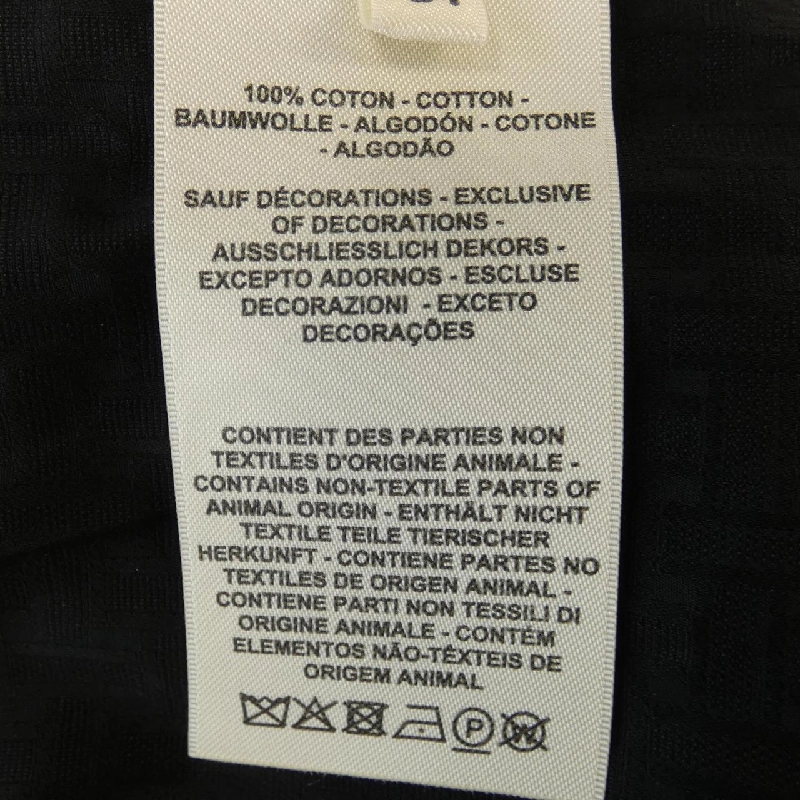 100% COTON - COTTON -
BAUMWOLLE - ALGODÓN - COTONE
- ALGODÃO
SAUF DÉCORATIONS - EXCLUSIVE
OF DECORATIONS -
AUSSCHLIESSLICH DEKORS -
EXCEPTO ADORNOS - ESCLUSE
DECORAZIONI - EXCETO
DECORAÇÕES
CONTIENT DES PARTIES NON
TEXTILES D'ORIGINE ANIMALE -
CONTAINS NON-TEXTILE PARTS OF
ANIMAL ORIGIN - ENTHÄLT NICHT
TEXTILE TEILE TIERISCHER
HERKUNFT - CONTIENE PARTES NO
TEXTILES DE ORIGEN ANIMAL -
CONTIENE PARTI NON TESSILI DI
ORIGINE ANIMALE - CONTÉM
ELEMENTOS NÃO-TÊXTEIS DE
ORIGEM ANIMAL
P W